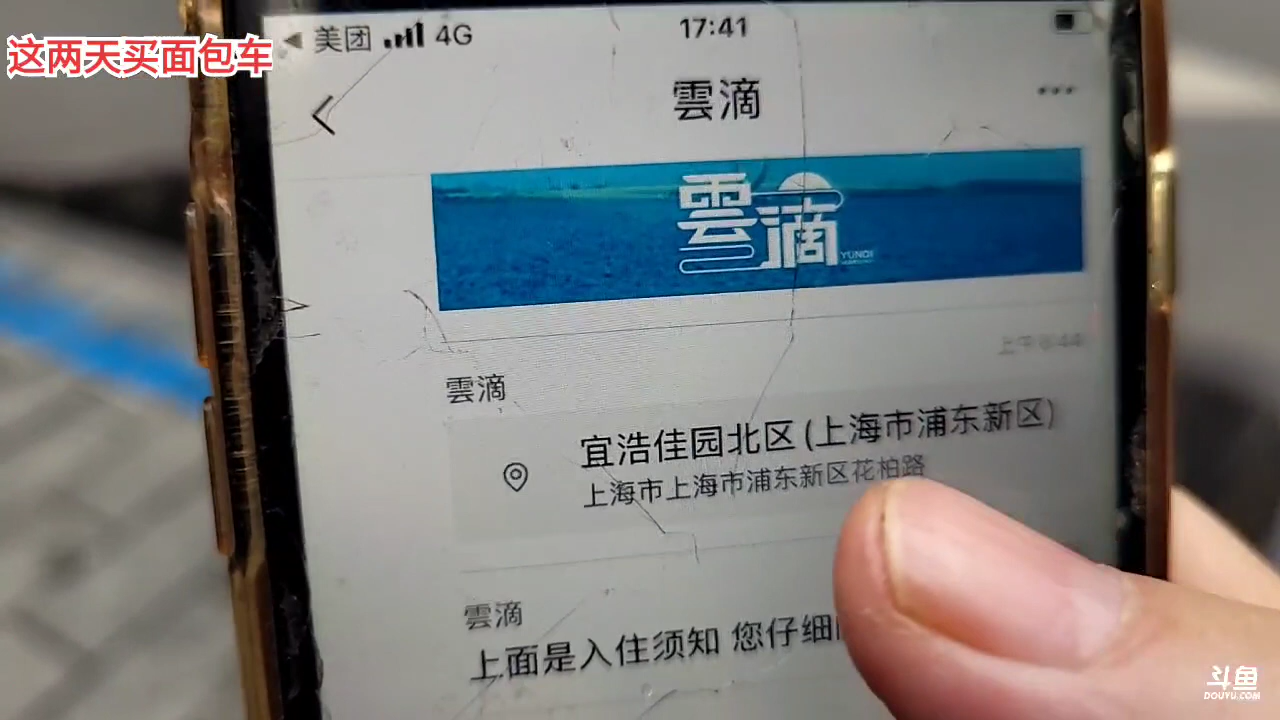 这两天买面包车
美团 4G 17:41
雲滴
雲滴
YUNDI
雲滴
宜浩佳园北区 (上海市浦东新区)
上海市上海市浦东新区花柏路
雲滴
上面是入住须知 您仔细
斗鱼
DOUYU.COM